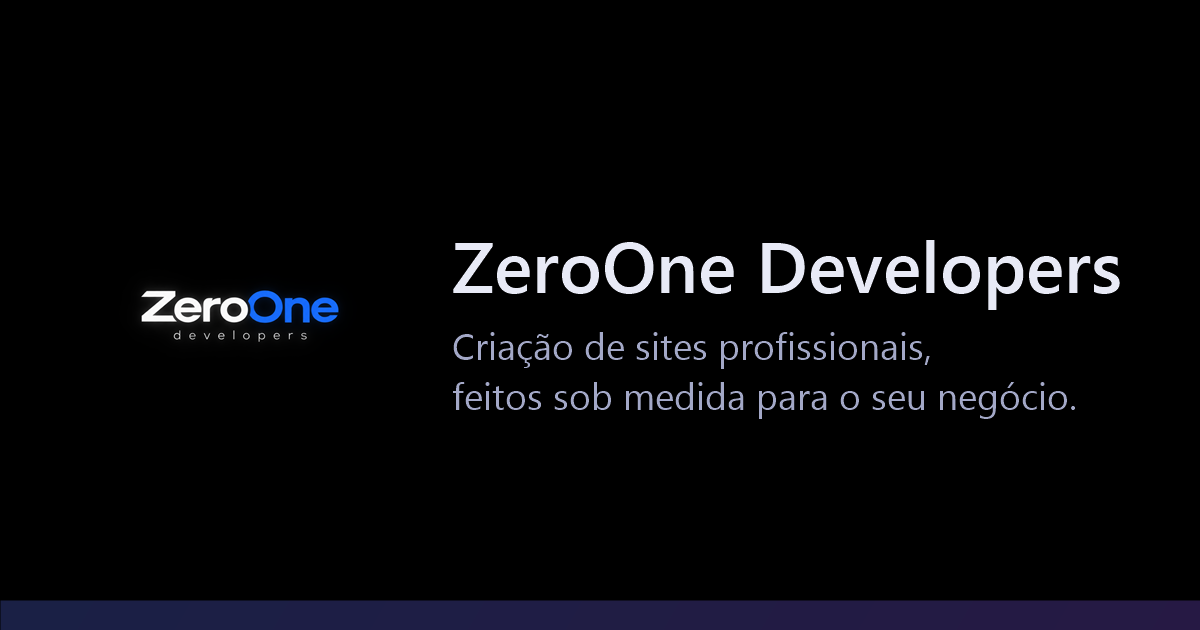 ZeroOne
developers
ZeroOne Developers
Criação de sites profissionais,
feitos sob medida para o seu negócio.